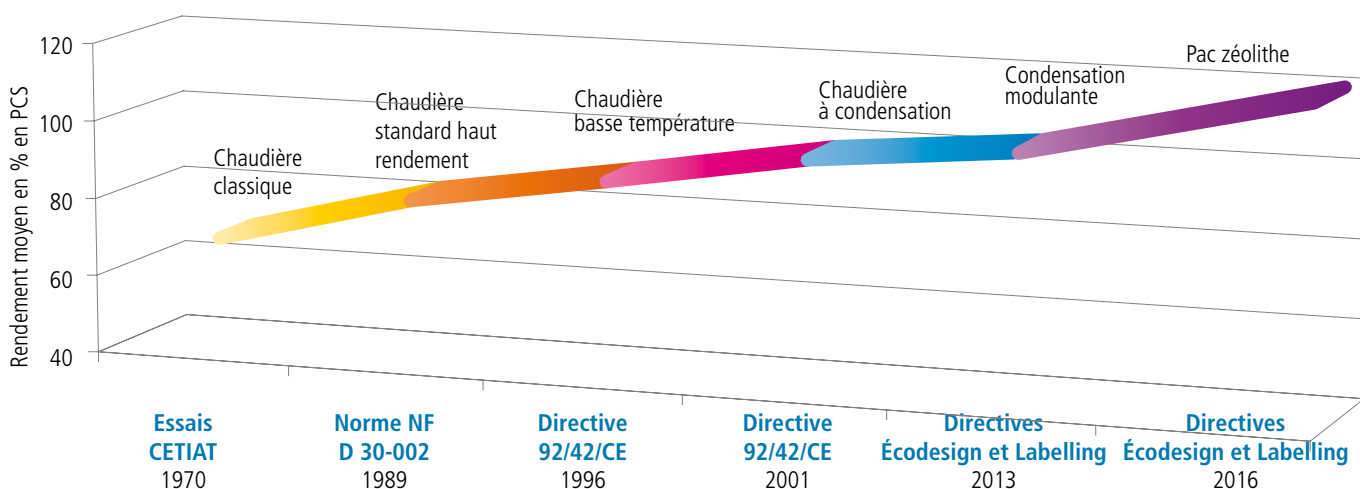 Rendement moyen en % en PCS
120
100
80
60
40
Chaudière
classique
Chaudière
standard haut
rendement
Chaudière
basse température
Chaudière
à condensation
Condensation
modulante
Pac zéolithe
Essais
CETIAT
1970
Norme NF
D 30-002
1989
Directive
92/42/CE
1996
Directive
92/42/CE
2001
Directives
Écodesign et Labelling
2013
Directives
Écodesign et Labelling
2016